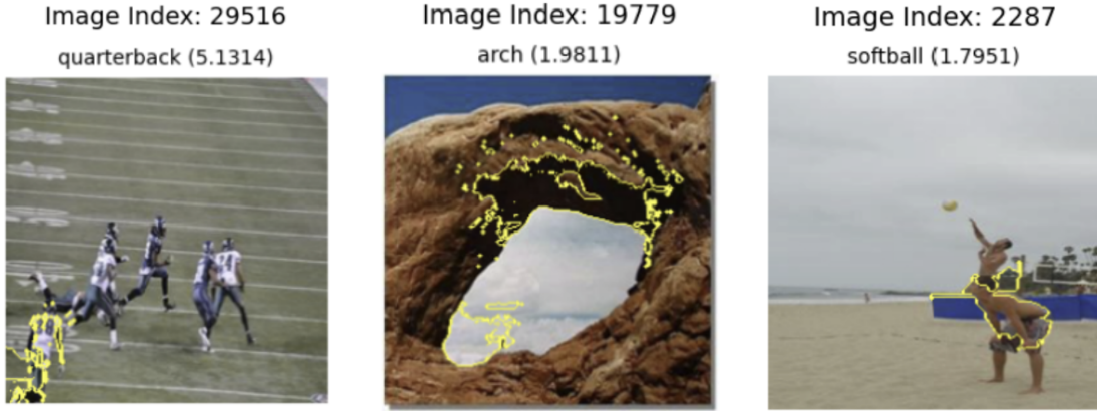 Image Index: 29516
quarterback (5.1314)
Image Index: 19779
arch (1.9811)
Image Index: 2287
softball (1.7951)